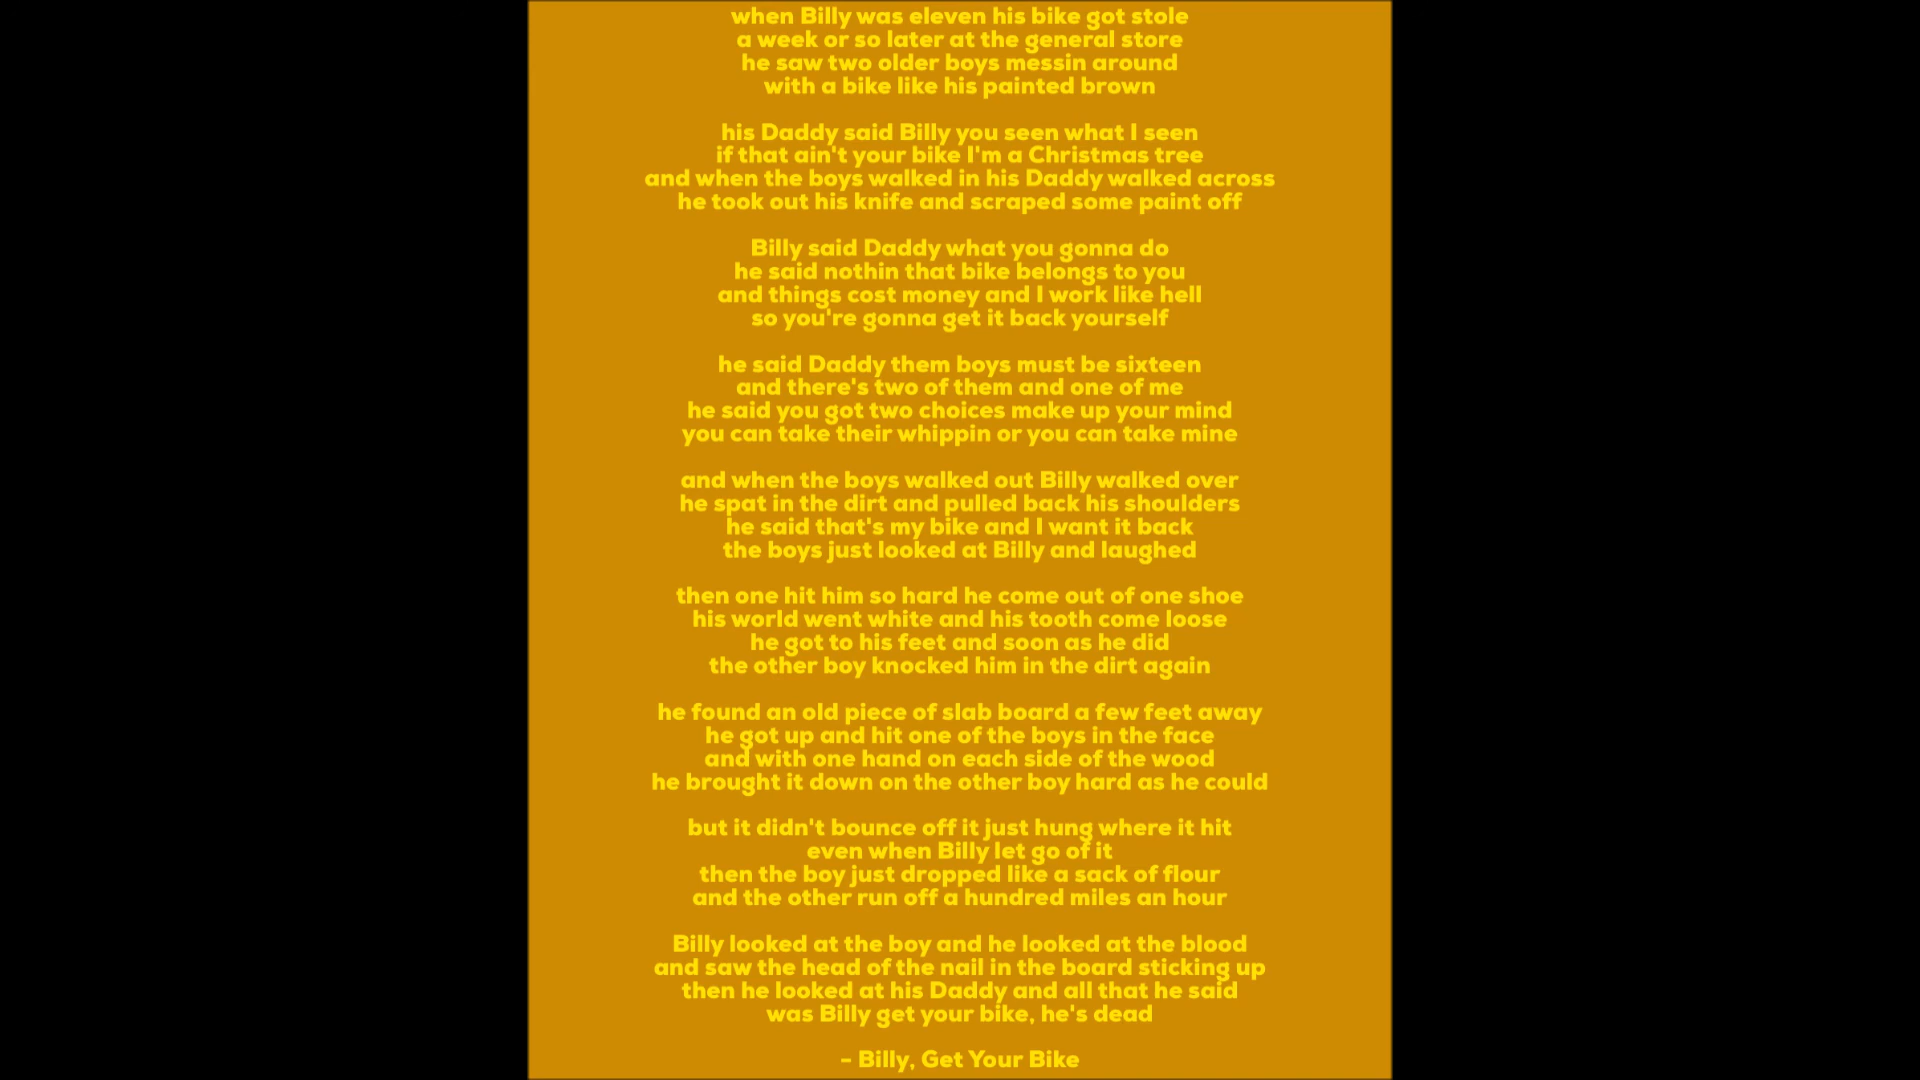 when Billy was eleven his bike got stole
a week or so later at the general store
he saw two older boys messin around
with a bike like his painted brown
his Daddy said Billy you seen what I seen
if that ain't your bike I'm a Christmas tree
and when the boys walked in his Daddy walked across
he took out his knife and scraped some paint off
Billy said Daddy what you gonna do
he said nothin that bike belongs to you
and things cost money and I work like hell
so you're gonna get it back yourself
he said Daddy them boys must be sixteen
and there's two of them and one of me
he said you got two choices make up your mind
you can take their whippin or you can take mine
and when the boys walked out Billy walked over
he spat in the dirt and pulled back his shoulders
he said that's my bike and I want it back
the boys just looked at Billy and laughed
then one hit him so hard he come out of one shoe
his world went white and his tooth come loose
he got to his feet and soon as he did
the other boy knocked him in the dirt again
he found an old piece of slab board a few feet away
he got up and hit one of the boys in the face
and with one hand on each side of the wood
he brought it down on the other boy hard as he could
but it didn't bounce off it just hung where it hit
even when Billy let go of it
then the boy just dropped like a sack of flour
and the other run off a hundred miles an hour
Billy looked at the boy and he looked at the blood
and saw the head of the nail in the board sticking up
then he looked at his Daddy and all that he said
was Billy get your bike, he's dead
- Billy, Get Your Bike